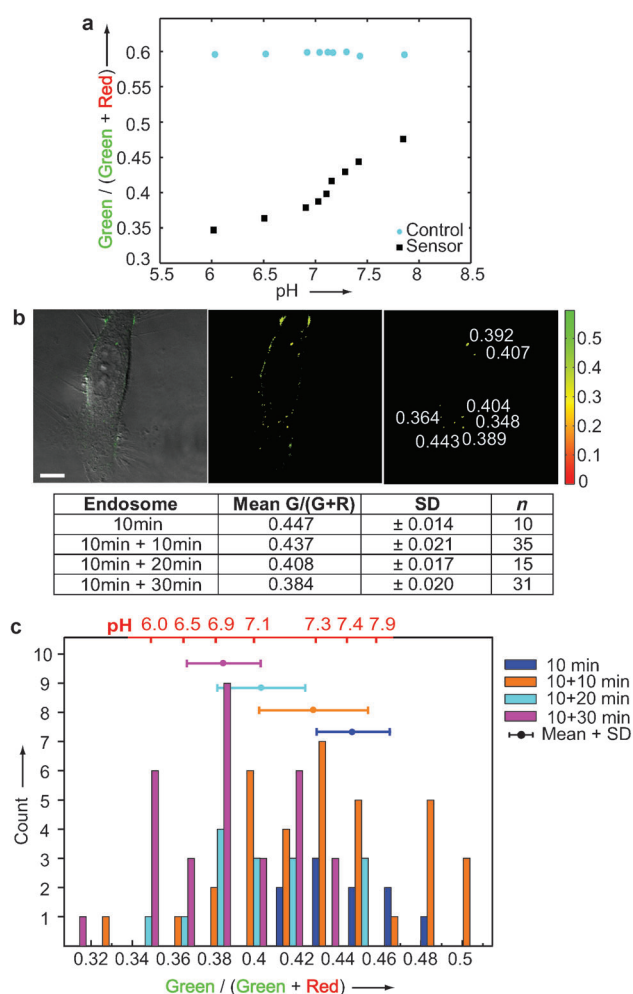 a
Green / (Green + Red)
0.6
0.55
0.5
0.45
0.4
0.35
0.3
Control
Sensor
5.5 6 6.5 7 7.5 8 8.5
pH
b
0.392
0.407
0.404
0.364 0.348
0.443 0.389
0.5
0.4
0.3
0.2
0.1
0
Endosome Mean G/(G+R) SD n
10min 0.447 ± 0.014 10
10min + 10min 0.437 ± 0.021 35
10min + 20min 0.408 ± 0.017 15
10min + 30min 0.384 ± 0.020 31
c
pH 6.0 6.5 6.9 7.1 7.3 7.4 7.9
10
9
8
7
6
5
4
3
2
1
Count
10 min
10+10 min
10+20 min
10+30 min
Mean + SD
0.32 0.34 0.36 0.38 0.4 0.42 0.44 0.46 0.48 0.5
Green / (Green + Red)